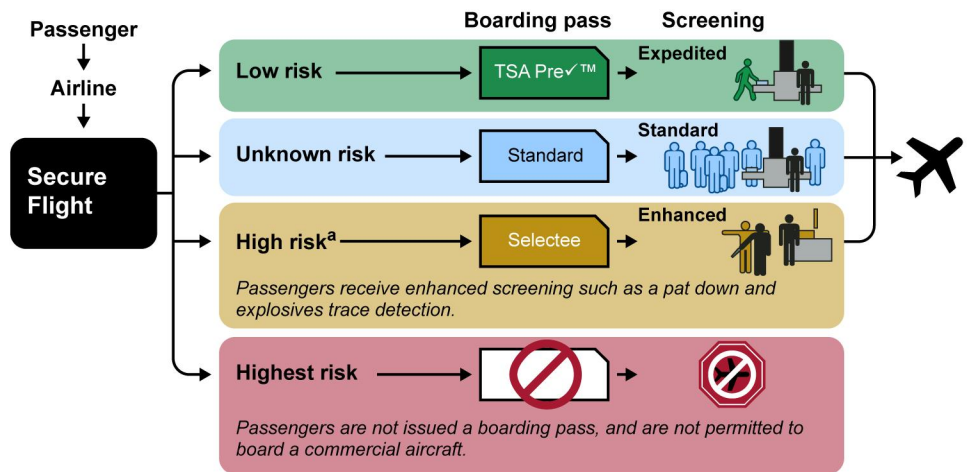 Boarding pass
Screening
Passenger
Airline
Secure
Flight
Low risk
TSA Pre✓™
Expedited
Unknown risk
Standard
Standard
High riskª
Selectee
Enhanced
Passengers receive enhanced screening such as a pat down and
explosives trace detection.
Highest risk
Passengers are not issued a boarding pass, and are not permitted to
board a commercial aircraft.